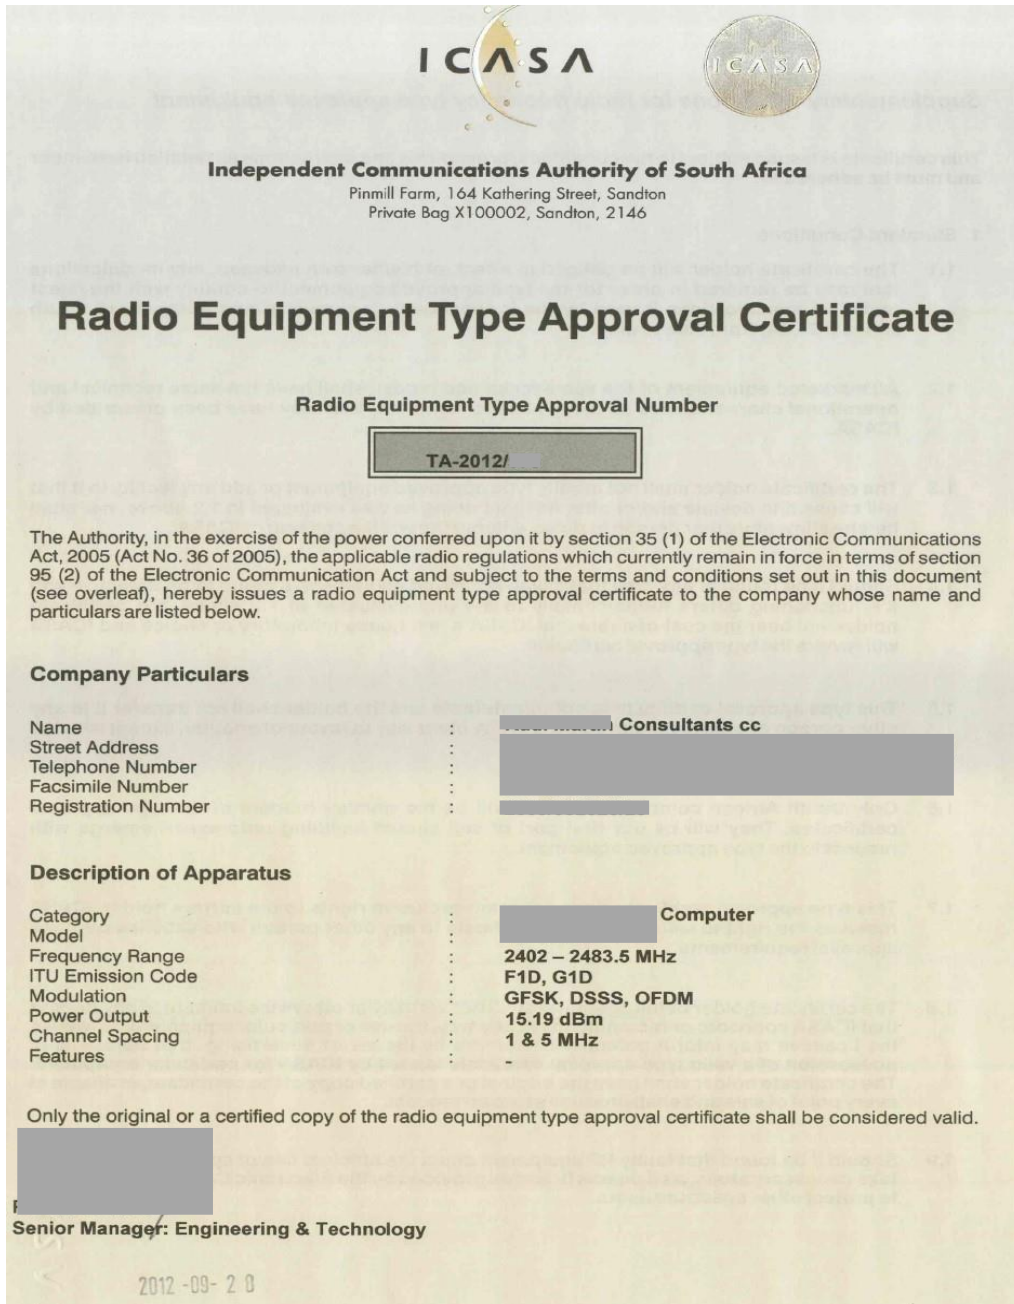 ICASA
ICASA
Independent Communications Authority of South Africa
Pinmill Farm, 164 Kathering Street, Sandton
Private Bag X100002, Sandton, 2146
Radio Equipment Type Approval Certificate
Radio Equipment Type Approval Number
TA-2012/
The Authority, in the exercise of the power conferred upon it by section 35 (1) of the Electronic Communications
Act, 2005 (Act No. 36 of 2005), the applicable radio regulations which currently remain in force in terms of section
95 (2) of the Electronic Communication Act and subject to the terms and conditions set out in this document
(see overleaf), hereby issues a radio equipment type approval certificate to the company whose name and
particulars are listed below.
Company Particulars
Name : Consultants cc
Street Address :
Telephone Number :
Facsimile Number :
Registration Number :
Description of Apparatus
Category : Computer
Model :
Frequency Range : 2402 – 2483.5 MHz
ITU Emission Code : F1D, G1D
Modulation : GFSK, DSSS, OFDM
Power Output : 15.19 dBm
Channel Spacing : 1 & 5 MHz
Features : -
Only the original or a certified copy of the radio equipment type approval certificate shall be considered valid.
Senior Manager: Engineering & Technology
2012 -09- 28